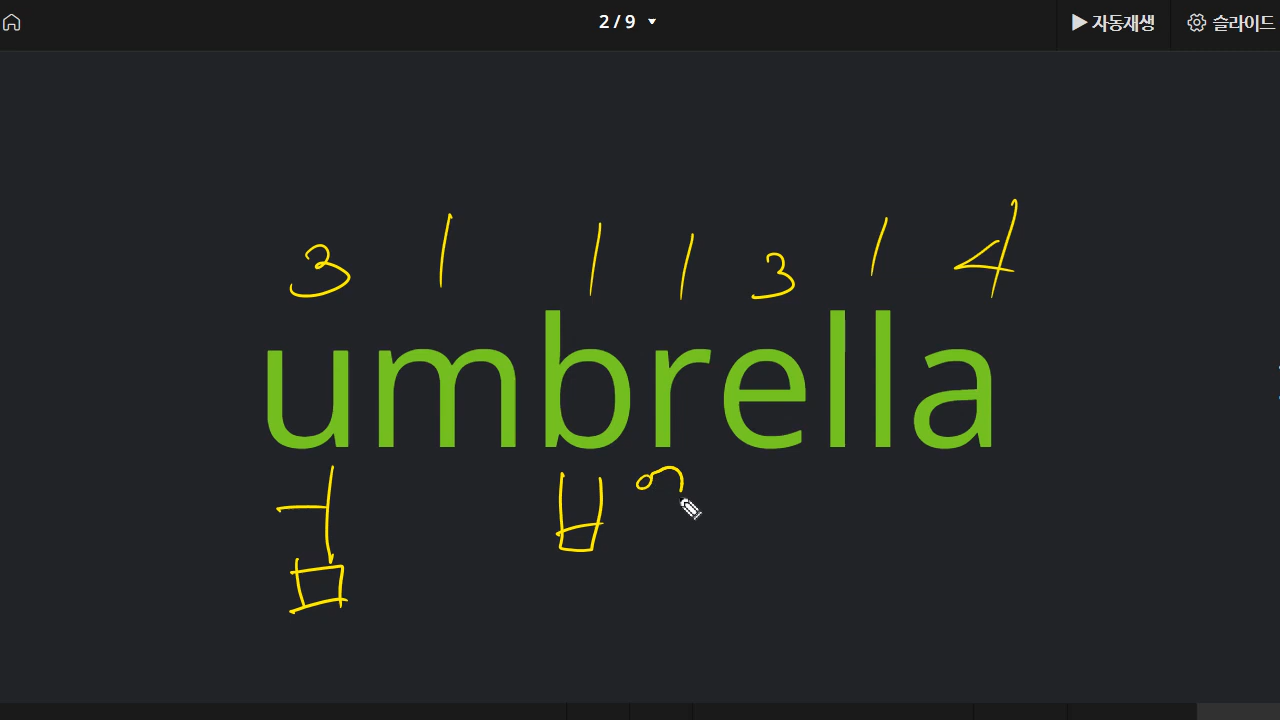 2 / 9
▶ 자동재생
슬라이드
3 1 1 1 3 1 4
umbrella
ㅓ ㅂ
ㅁ